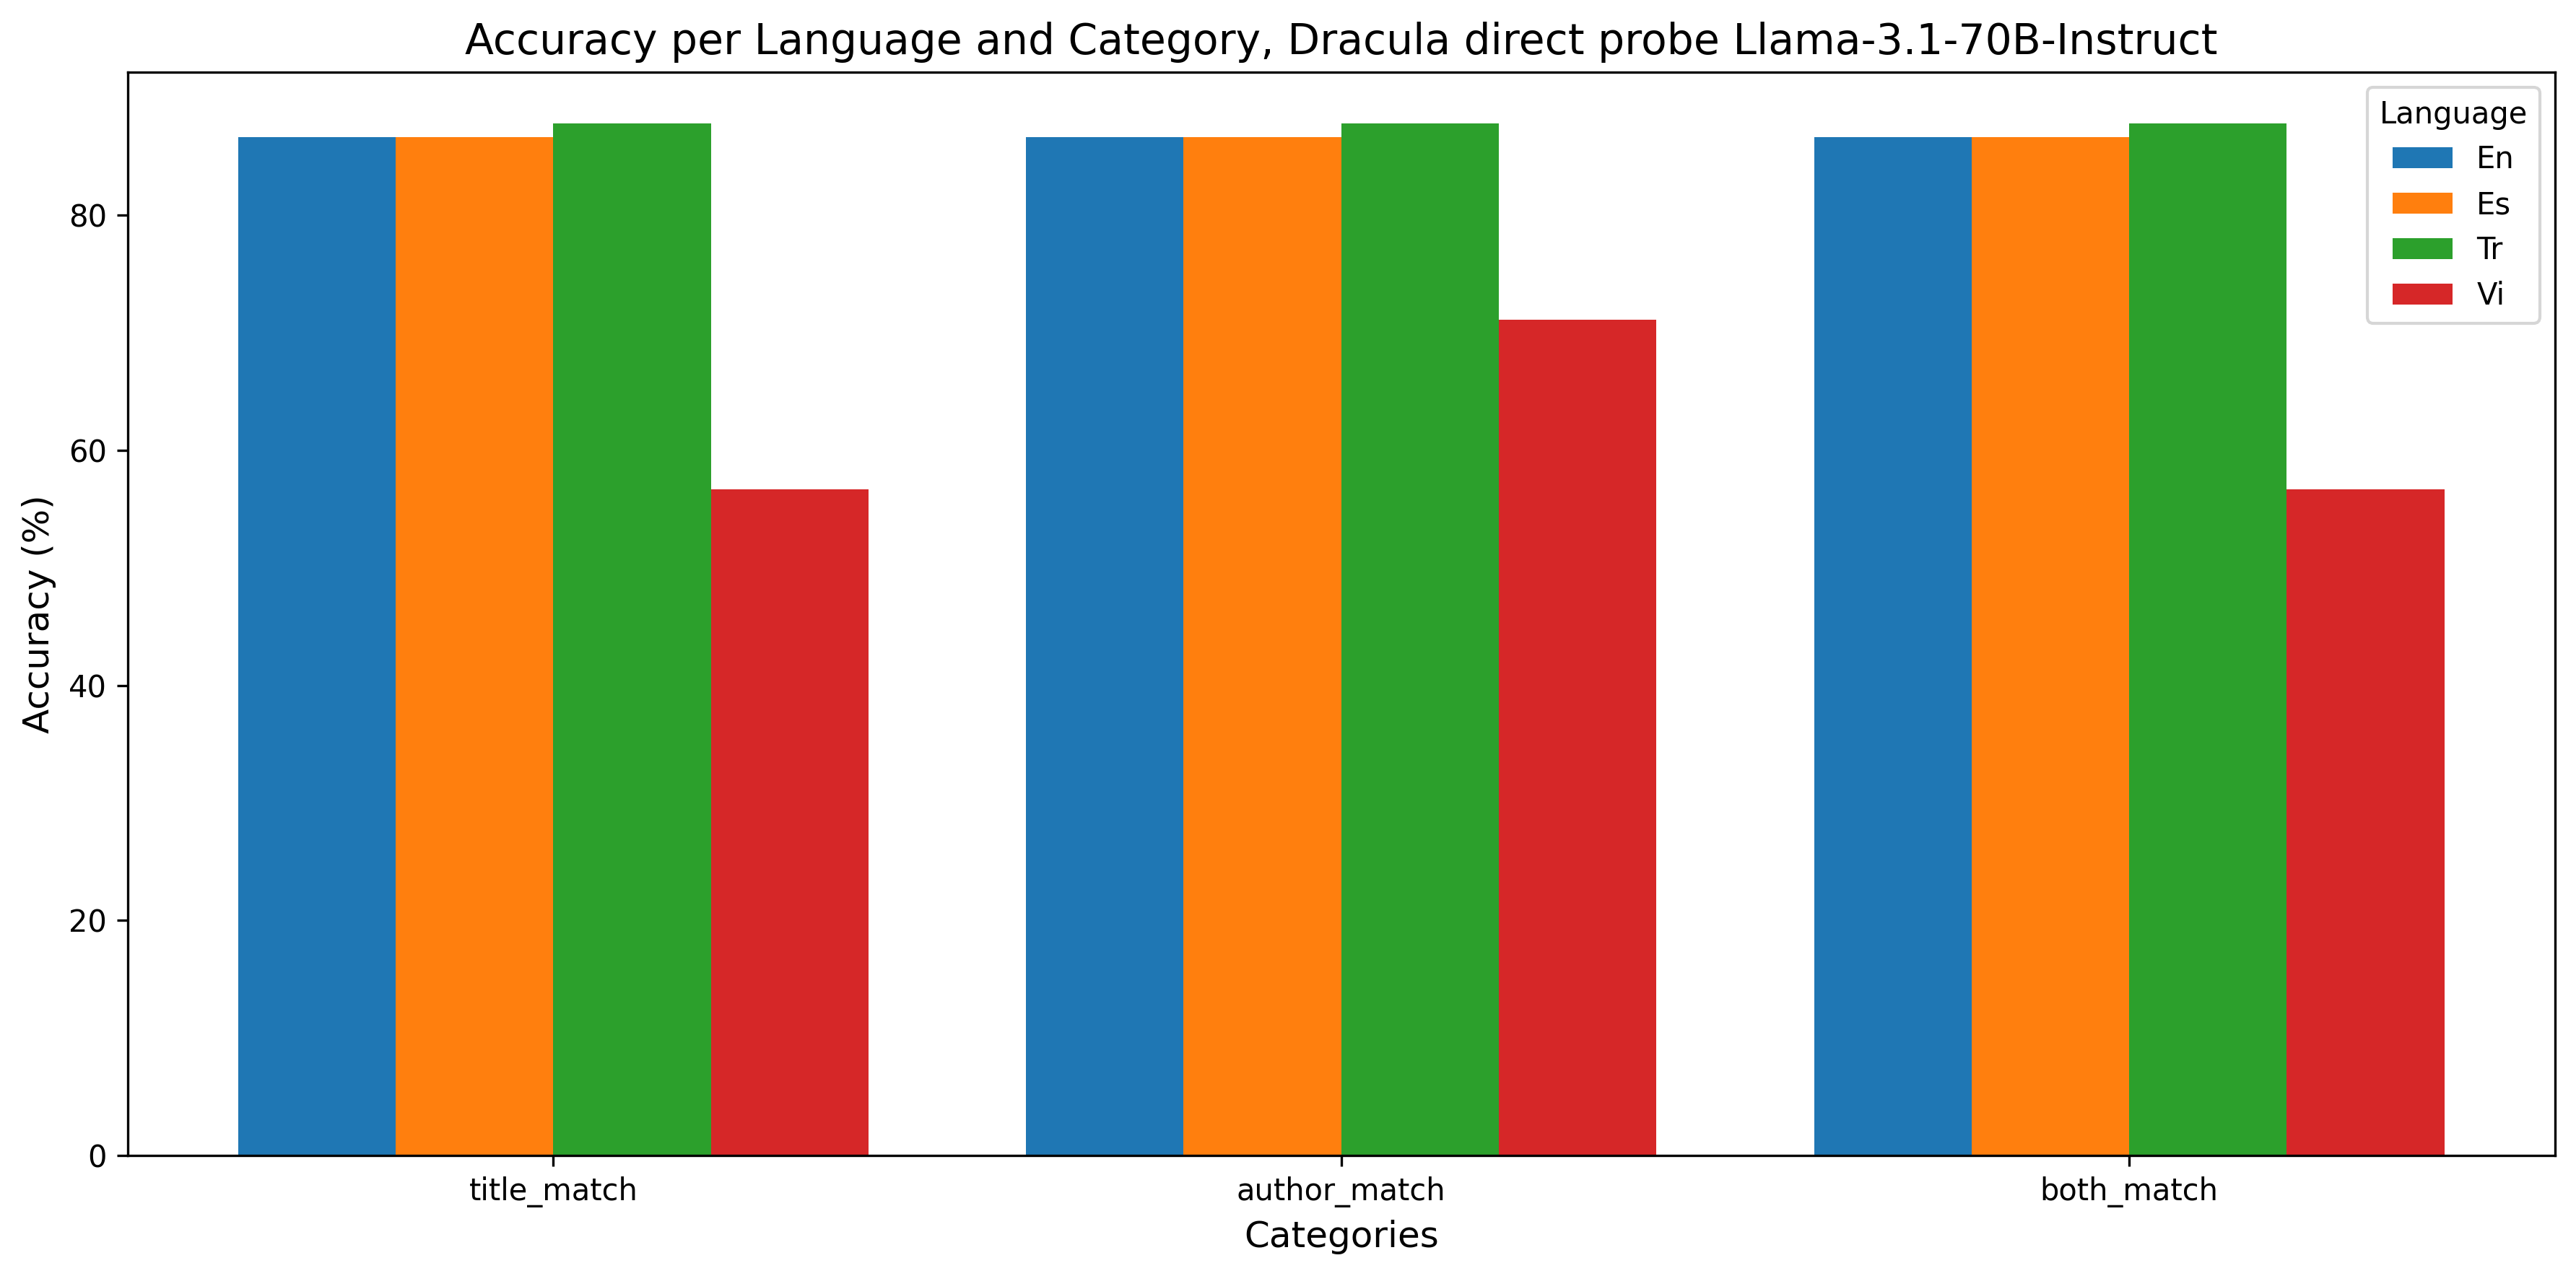 Accuracy per Language and Category, Dracula direct probe Llama-3.1-70B-Instruct
Language
En
Es
Tr
Vi
Accuracy (%)
80
60
40
20
0
title_match
author_match
both_match
Categories